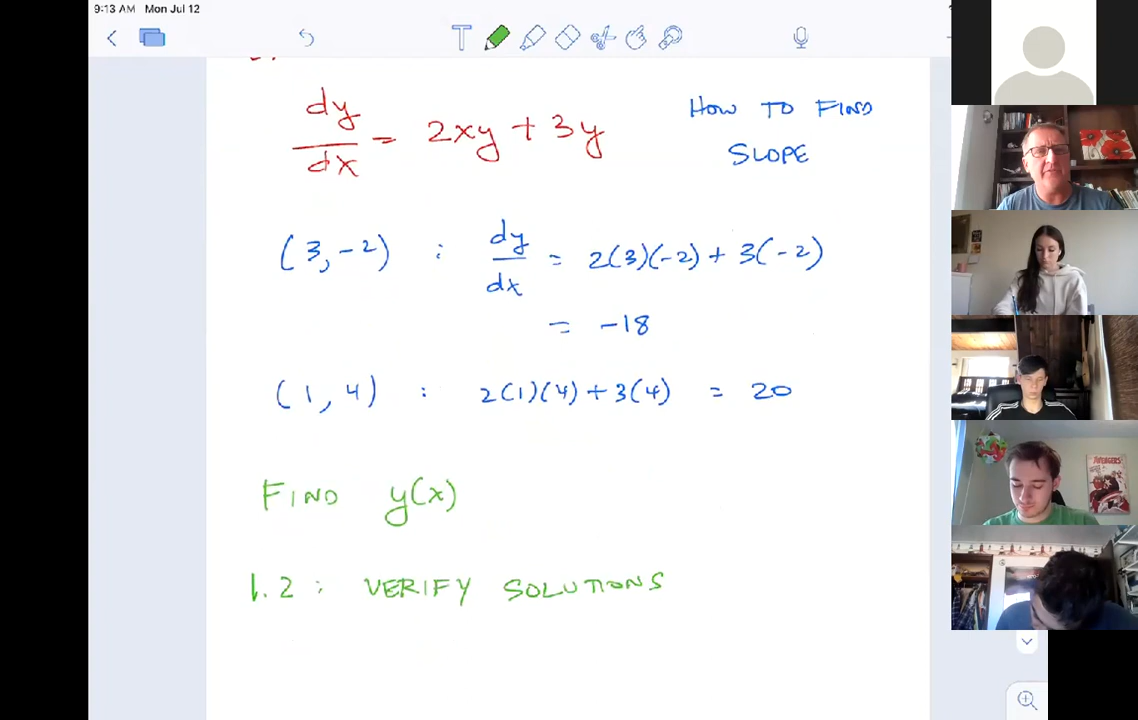 9:13 AM Mon Jul 12
T
dy/dx = 2xy + 3y
HOW TO FIND
SLOPE
(3, -2) : dy/dx = 2(3)(-2) + 3(-2)
= -18
(1, 4) : 2(1)(4) + 3(4) = 20
FIND y(x)
1.2 : VERIFY SOLUTIONS
AVENGERS